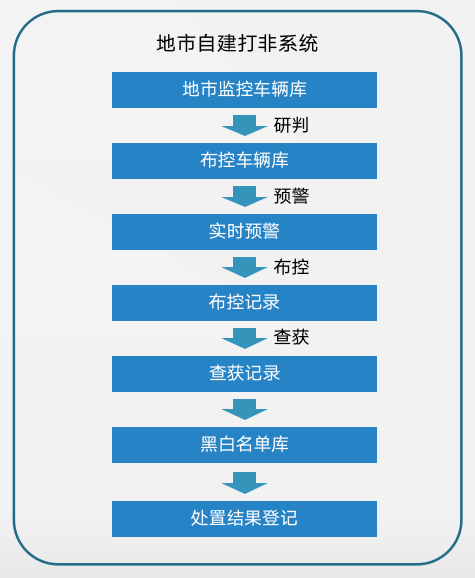 地市自建打非系统
地市监控车辆库
研判
布控车辆库
预警
实时预警
布控
布控记录
查获
查获记录
黑白名单库
处置结果登记